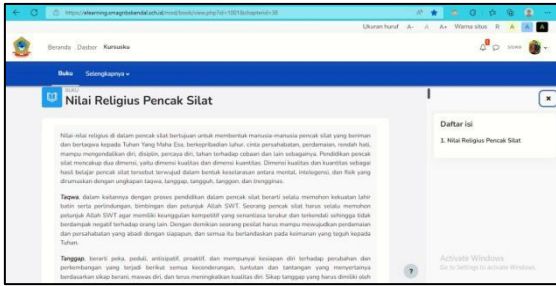 https://elearning.smagrobakendal.sch.id/mod/book/view.php?id=1001&chapterid=38
Ukuran huruf A- A A+ Warna situs R A A A
Beranda Dasbor Kursusku
Buku Selengkapnya
BUKU
Nilai Religius Pencak Silat
Nilai-nilai religius di dalam pencak silat bertujuan untuk membentuk manusia-manusia pencak silat yang beriman
dan bertaqwa kepada Tuhan Yang Maha Esa, berkepribadian luhur, cinta persahabatan, perdamaian, rendah hati,
mampu mengendalikan diri, disiplin, percaya diri, tahan terhadap cobaan dan lain sebagainya. Pendidikan pencak
silat mencakup dua dimensi, yaitu dimensi kualitas dan dimensi kuantitas. Dimensi kualitas dan kuantitas sebagai
hasil belajar pencak silat tersebut terwujud dalam bentuk keselarasan antara mental, intelegensi, dan fisik yang
dirumuskan dengan ungkapan taqwa, tanggap, tangguh, tanggon, dan trengginas.
Taqwa, dalam kaitannya dengan proses pendidikan dalam pencak silat berarti selalu memohon kekuatan lahir
batin serta perlindungan, bimbingan dan petunjuk Allah SWT. Seorang pencak silat harus selalu memohon
petunjuk Allah SWT agar memiliki keunggulan kompetitif yang senantiasa terukur dan terkendali sehingga tidak
berdampak negatif terhadap orang lain. Dengan demikian seorang pesilat harus mampu mewujudkan perdamaian
dan persahabatan yang abadi dengan siapapun, dan semua itu berlandaskan pada keimanan yang teguh kepada
Tuhan.
Tanggap, berarti peka, peduli, antisipatif, proaktif, dan mempunyai kesiapan diri terhadap perubahan dan
perkembangan yang terjadi berikut semua kecenderungan, tuntutan dan tantangan yang menyertainya
berdasarkan sikap berani, mawas diri, dan terus meningkatkan kualitas diri. Sikap tanggap yang harus dimiliki oleh
Daftar isi
1. Nilai Religius Pencak Silat
Activate Windows
Go to Settings to activate Windows.